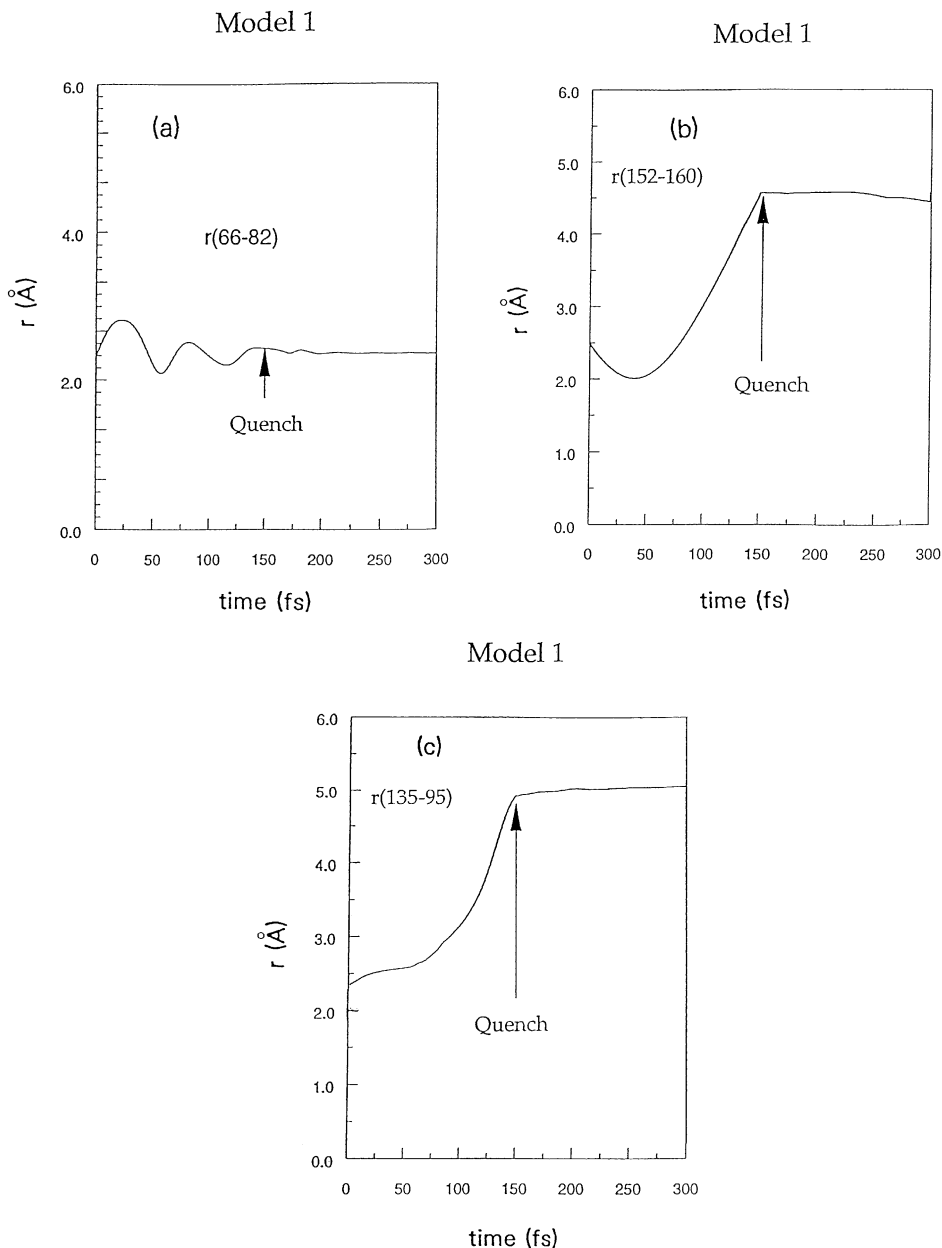 Model 1
(a)
r(66-82)
Quench
6.0
4.0
2.0
0.0
r (Å)
0 50 100 150 200 250 300
time (fs)
Model 1
(b)
r(152-160)
Quench
6.0
5.0
4.0
3.0
2.0
1.0
0.0
r (Å)
0 50 100 150 200 250 300
time (fs)
Model 1
(c)
r(135-95)
Quench
6.0
5.0
4.0
3.0
2.0
1.0
0.0
r (Å)
0 50 100 150 200 250 300
time (fs)